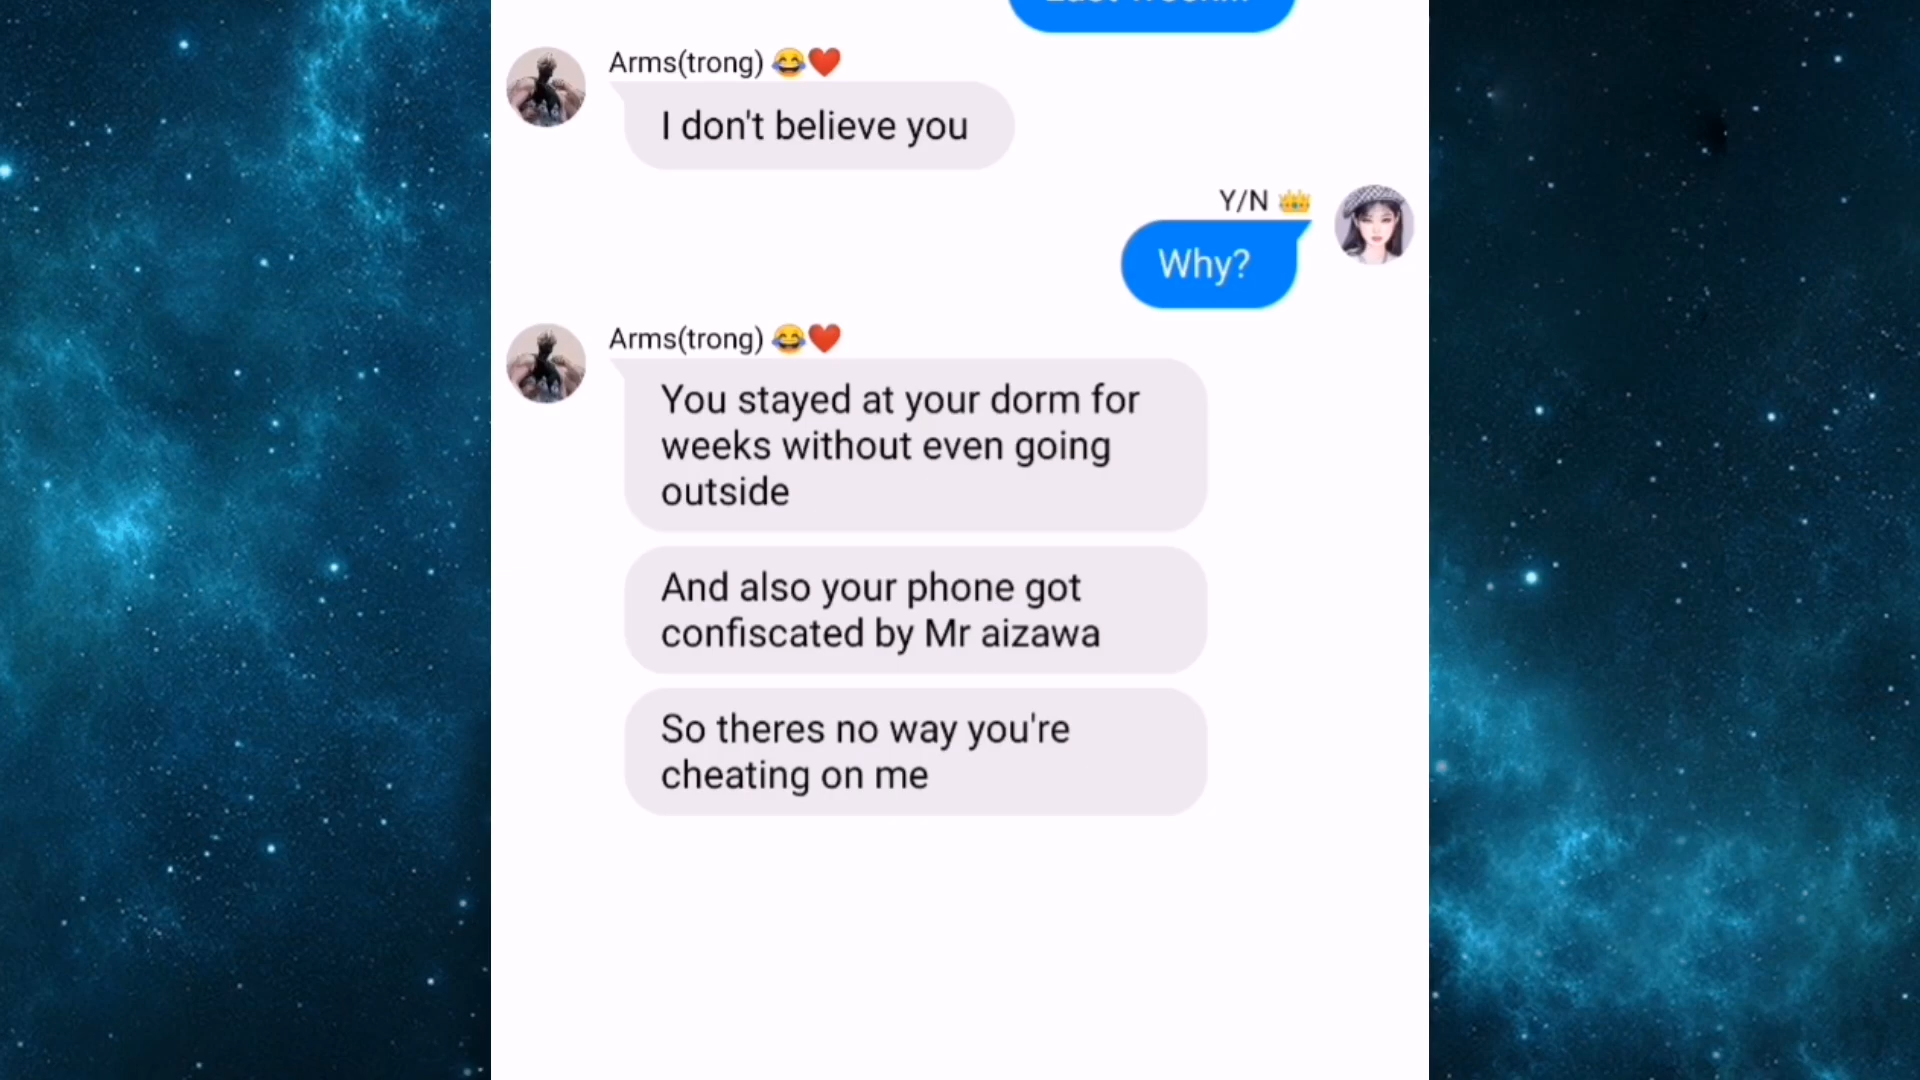 Arms(trong) 😂❤️
I don't believe you
Y/N 👑
Why?
Arms(trong) 😂❤️
You stayed at your dorm for
weeks without even going
outside
And also your phone got
confiscated by Mr aizawa
So theres no way you're
cheating on me